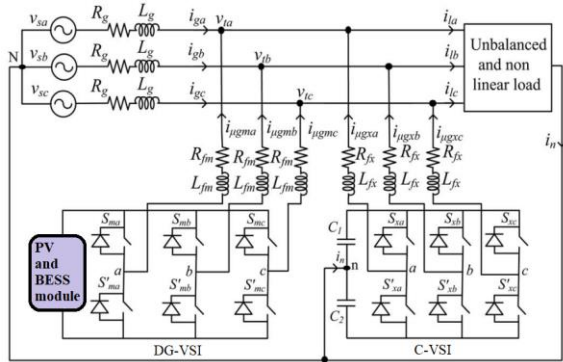 v_sa R_g L_g i_ga v_ta i_la
N v_sb R_g L_g i_gb v_tb i_lb
v_sc R_g L_g i_gc v_tc i_lc
Unbalanced
and non
linear load
i_μgma i_μgmb i_μgmc i_μgxa i_μgxb i_μgxc i_n
R_fm R_fm R_fm R_fx R_fx R_fx
L_fm L_fm L_fm L_fx L_fx L_fx
PV
and
BESS
module
S_ma S_mb S_mc
a b c
S'_ma S'_mb S'_mc
DG-VSI
C_1
i_n n
C_2
S_xa S_xb S_xc
a b c
S'_xa S'_xb S'_xc
C-VSI